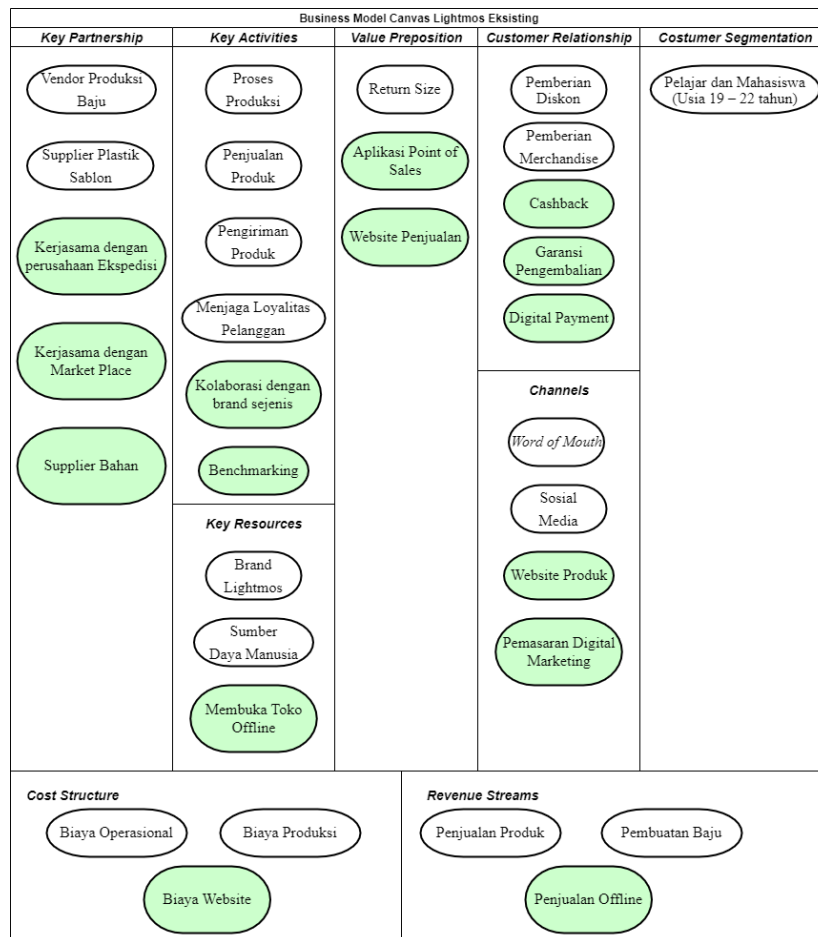 Business Model Canvas Lightmos Eksisting
Key Partnership
Vendor Produksi
Baju
Supplier Plastik
Sablon
Kerjasama dengan
perusahaan Ekspedisi
Kerjasama dengan
Market Place
Supplier Bahan
Key Activities
Proses
Produksi
Penjualan
Produk
Pengiriman
Produk
Menjaga Loyalitas
Pelanggan
Kolaborasi dengan
brand sejenis
Benchmarking
Key Resources
Brand
Lightmos
Sumber
Daya Manusia
Membuka Toko
Offline
Value Preposition
Return Size
Aplikasi Point of
Sales
Website Penjualan
Customer Relationship
Pemberian
Diskon
Pemberian
Merchandise
Cashback
Garansi
Pengembalian
Digital Payment
Channels
Word of Mouth
Sosial
Media
Website Produk
Pemasaran Digital
Marketing
Costumer Segmentation
Pelajar dan Mahasiswa
(Usia 19 – 22 tahun)
Cost Structure
Biaya Operasional
Biaya Produksi
Biaya Website
Revenue Streams
Penjualan Produk
Pembuatan Baju
Penjualan Offline